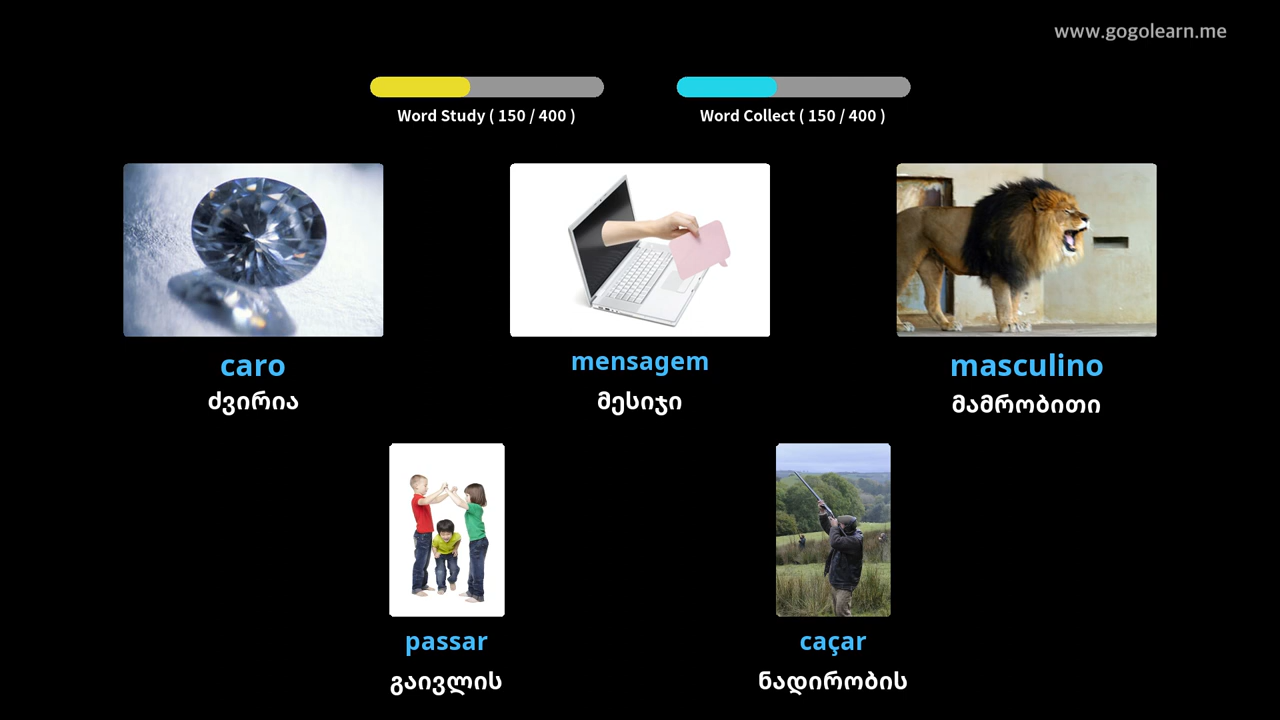 www.gogolearn.me
Word Study ( 150 / 400 )
Word Collect ( 150 / 400 )
caro
ძვირია
mensagem
მესიჯი
masculino
მამრობითი
passar
გაივლის
caçar
ნადირობის